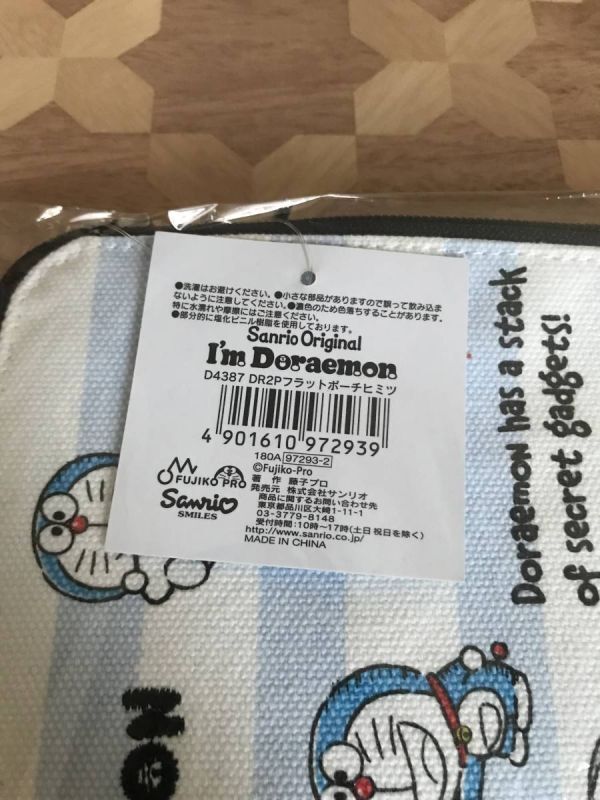 ●洗濯はお避けください。●小さな部品がありますので誤って飲み込ま
ないように注意してください。●濃色のため色落ちすることがあります。
特に水濡れや摩擦にはご注意ください。
●部分的に塩化ビニル樹脂を使用しております。
Sanrio Original
I'm Doraemon
D4387 DR2Pフラットポーチヒミツ
4 901610 972939
180A 97293-2
©Fujiko-Pro
著 作 藤子プロ
発売元 株式会社サンリオ
商品に関するお問い合わせ先
東京都品川区大崎1-11-1
03-3779-8148
受付時間:10時〜17時(土日祝日を除く)
http://www.sanrio.co.jp/
MADE IN CHINA
FUJIKO PRO
Sanrio
SMILES
Doraemon has a stack
of secret gadgets!